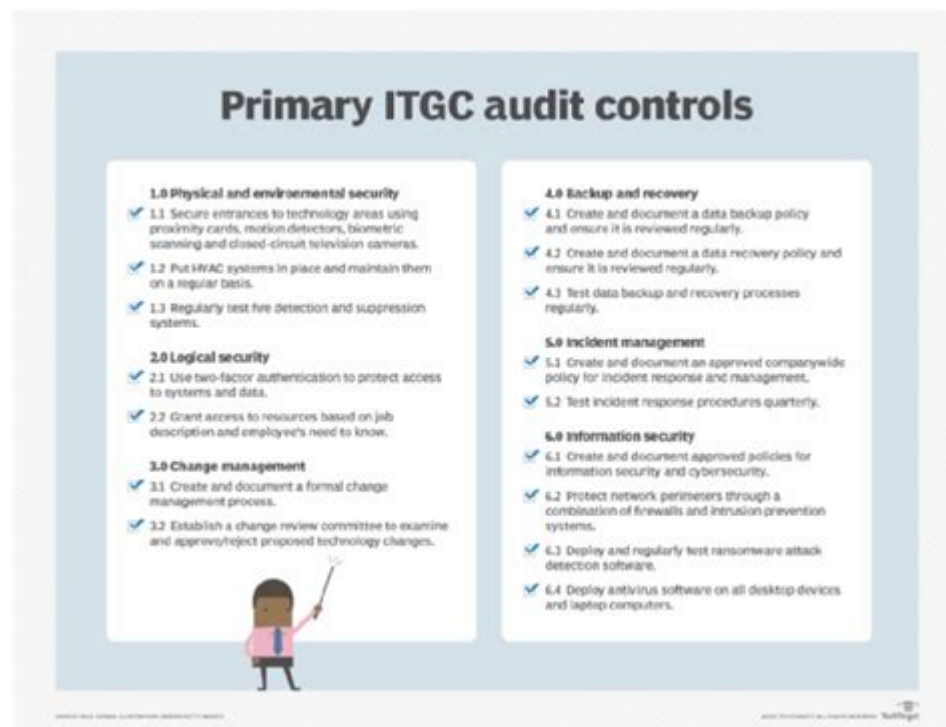 Primary ITGC audit controls
1.0 Physical and environmental security
1.1 Secure entrances to technology areas using
proximity cards, motion detectors, biometric
scanning and closed-circuit television cameras.
1.2 Put HVAC systems in place and maintain them
on a regular basis.
1.3 Regularly test fire detection and suppression
systems.
2.0 Logical security
2.1 Use two-factor authentication to protect access
to systems and data.
2.2 Grant access to resources based on job
description and employee's need to know.
3.0 Change management
3.1 Create and document a formal change
management process.
3.2 Establish a change review committee to examine
and approve/reject proposed technology changes.
4.0 Backup and recovery
4.1 Create and document a data backup policy
and ensure it is reviewed regularly.
4.2 Create and document a data recovery policy and
ensure it is reviewed regularly.
4.3 Test data backup and recovery processes
regularly.
5.0 Incident management
5.1 Create and document an approved companywide
policy for incident response and management.
5.2 Test incident response procedures quarterly.
6.0 Information security
6.1 Create and document approved policies for
information security and cybersecurity.
6.2 Protect network perimeters through a
combination of firewalls and intrusion prevention
systems.
6.3 Deploy and regularly test ransomware attack
detection software.
6.4 Deploy antivirus software on all desktop devices
and laptop computers.
TechTarget